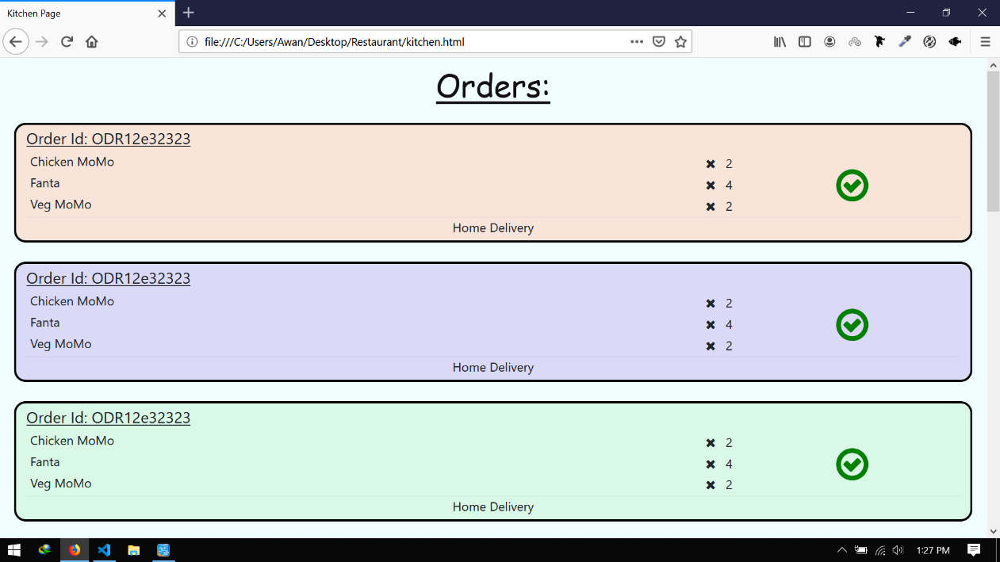 Kitchen Page
file:///C:/Users/Awan/Desktop/Restaurant/kitchen.html
Orders:
Order Id: ODR12e32323
Chicken MoMo ✖ 2
Fanta ✖ 4
Veg MoMo ✖ 2
Home Delivery
Order Id: ODR12e32323
Chicken MoMo ✖ 2
Fanta ✖ 4
Veg MoMo ✖ 2
Home Delivery
Order Id: ODR12e32323
Chicken MoMo ✖ 2
Fanta ✖ 4
Veg MoMo ✖ 2
Home Delivery
1:27 PM